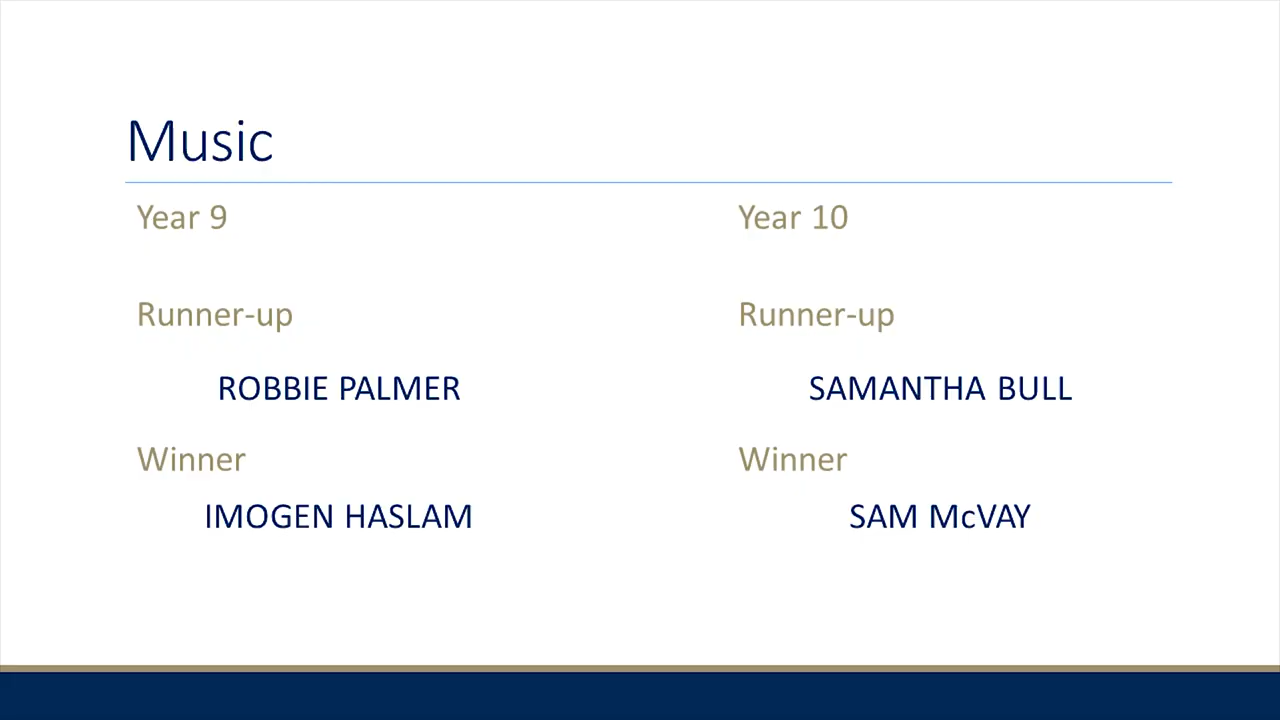 Music
Year 9
Runner-up
ROBBIE PALMER
Winner
IMOGEN HASLAM
Year 10
Runner-up
SAMANTHA BULL
Winner
SAM McVAY